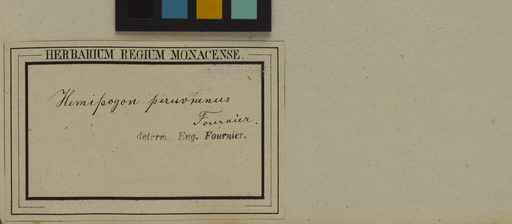 HERBARIUM REGIUM MONACENSE.
Hemipogon peruvianus
Fournier.
determ. Eug. Fournier.